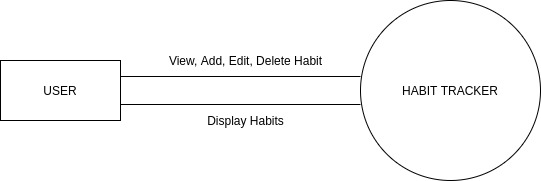 View, Add, Edit, Delete Habit
USER
HABIT TRACKER
Display Habits